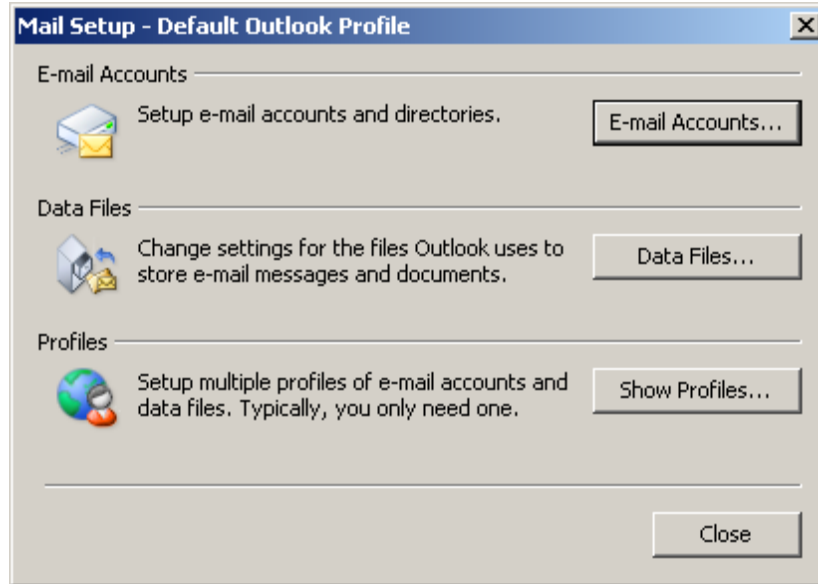 Mail Setup - Default Outlook Profile
E-mail Accounts
Setup e-mail accounts and directories.
E-mail Accounts...
Data Files
Change settings for the files Outlook uses to
store e-mail messages and documents.
Data Files...
Profiles
Setup multiple profiles of e-mail accounts and
data files. Typically, you only need one.
Show Profiles...
Close